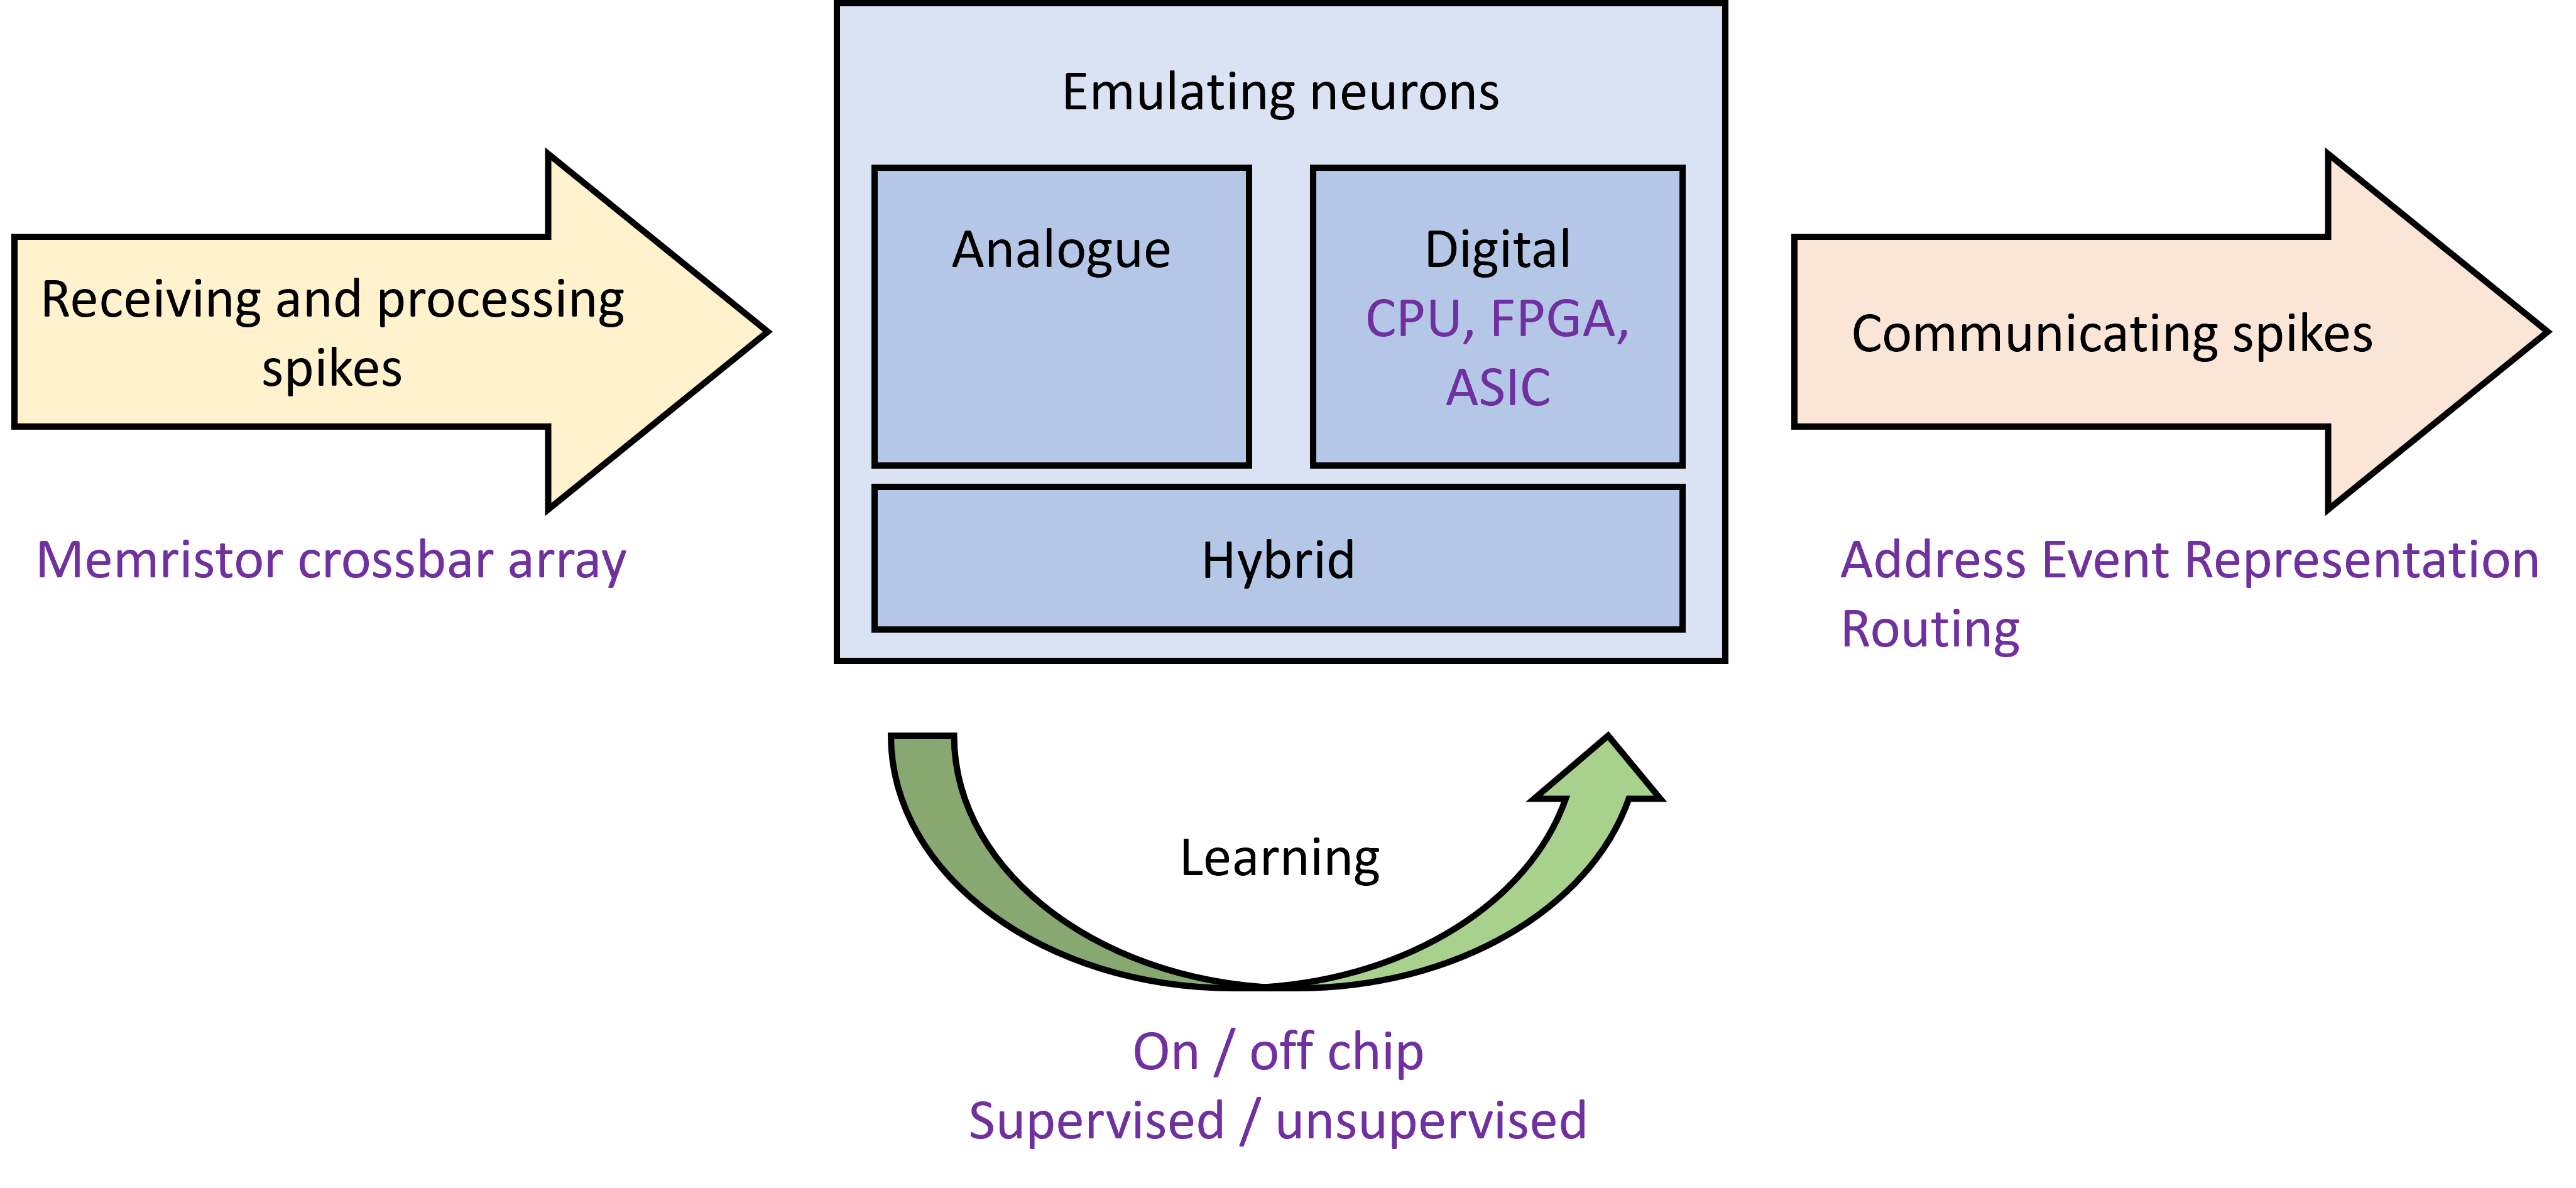 Emulating neurons
Receiving and processing
spikes
Memristor crossbar array
Analogue
Digital
CPU, FPGA,
ASIC
Hybrid
Communicating spikes
Address Event Representation
Routing
Learning
On / off chip
Supervised / unsupervised